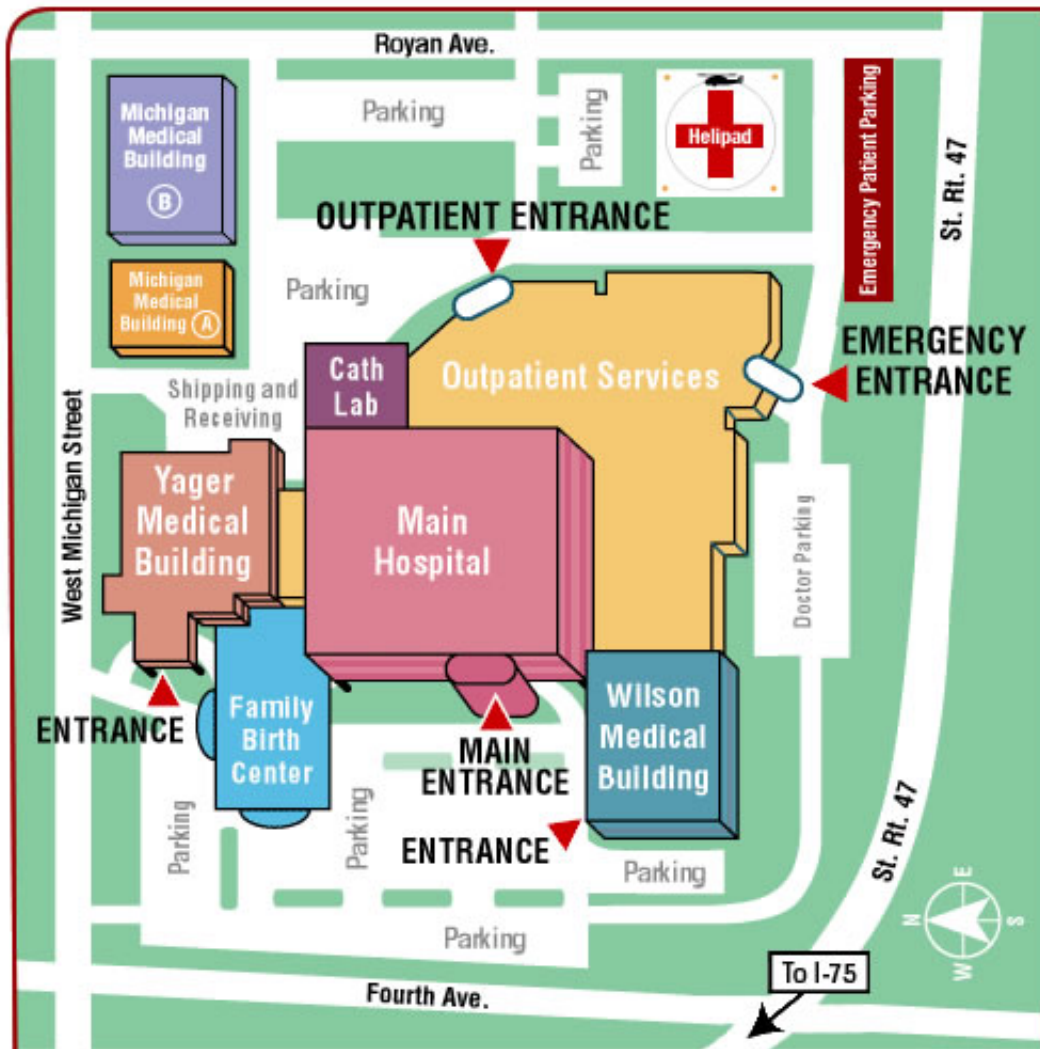 Royan Ave.
Michigan
Medical
Building
B
Parking
Parking
Helipad
Emergency Patient Parking
St. Rt. 47
OUTPATIENT ENTRANCE
Michigan
Medical
Building A
Parking
EMERGENCY
ENTRANCE
Cath
Lab
Outpatient Services
Shipping and
Receiving
West Michigan Street
Yager
Medical
Building
Main
Hospital
Doctor Parking
ENTRANCE
Family
Birth
Center
MAIN
ENTRANCE
Wilson
Medical
Building
Parking
Parking
ENTRANCE
Parking
St. Rt. 47
Parking
N
E
S
W
To I-75
Fourth Ave.